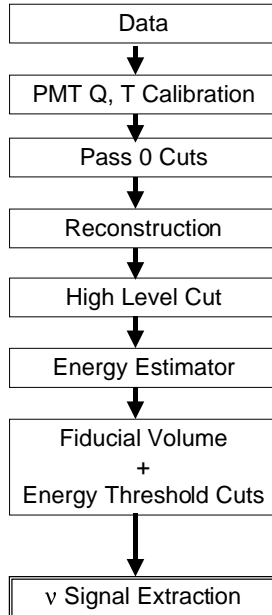 Data
PMT Q, T Calibration
Pass 0 Cuts
Reconstruction
High Level Cut
Energy Estimator
Fiducial Volume
+
Energy Threshold Cuts
ν Signal Extraction